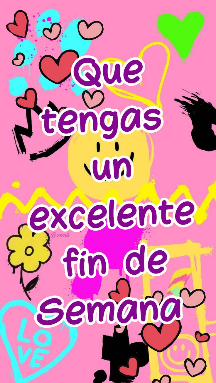 Que
tengas
un
excelente
fin de
Semana
LOVE